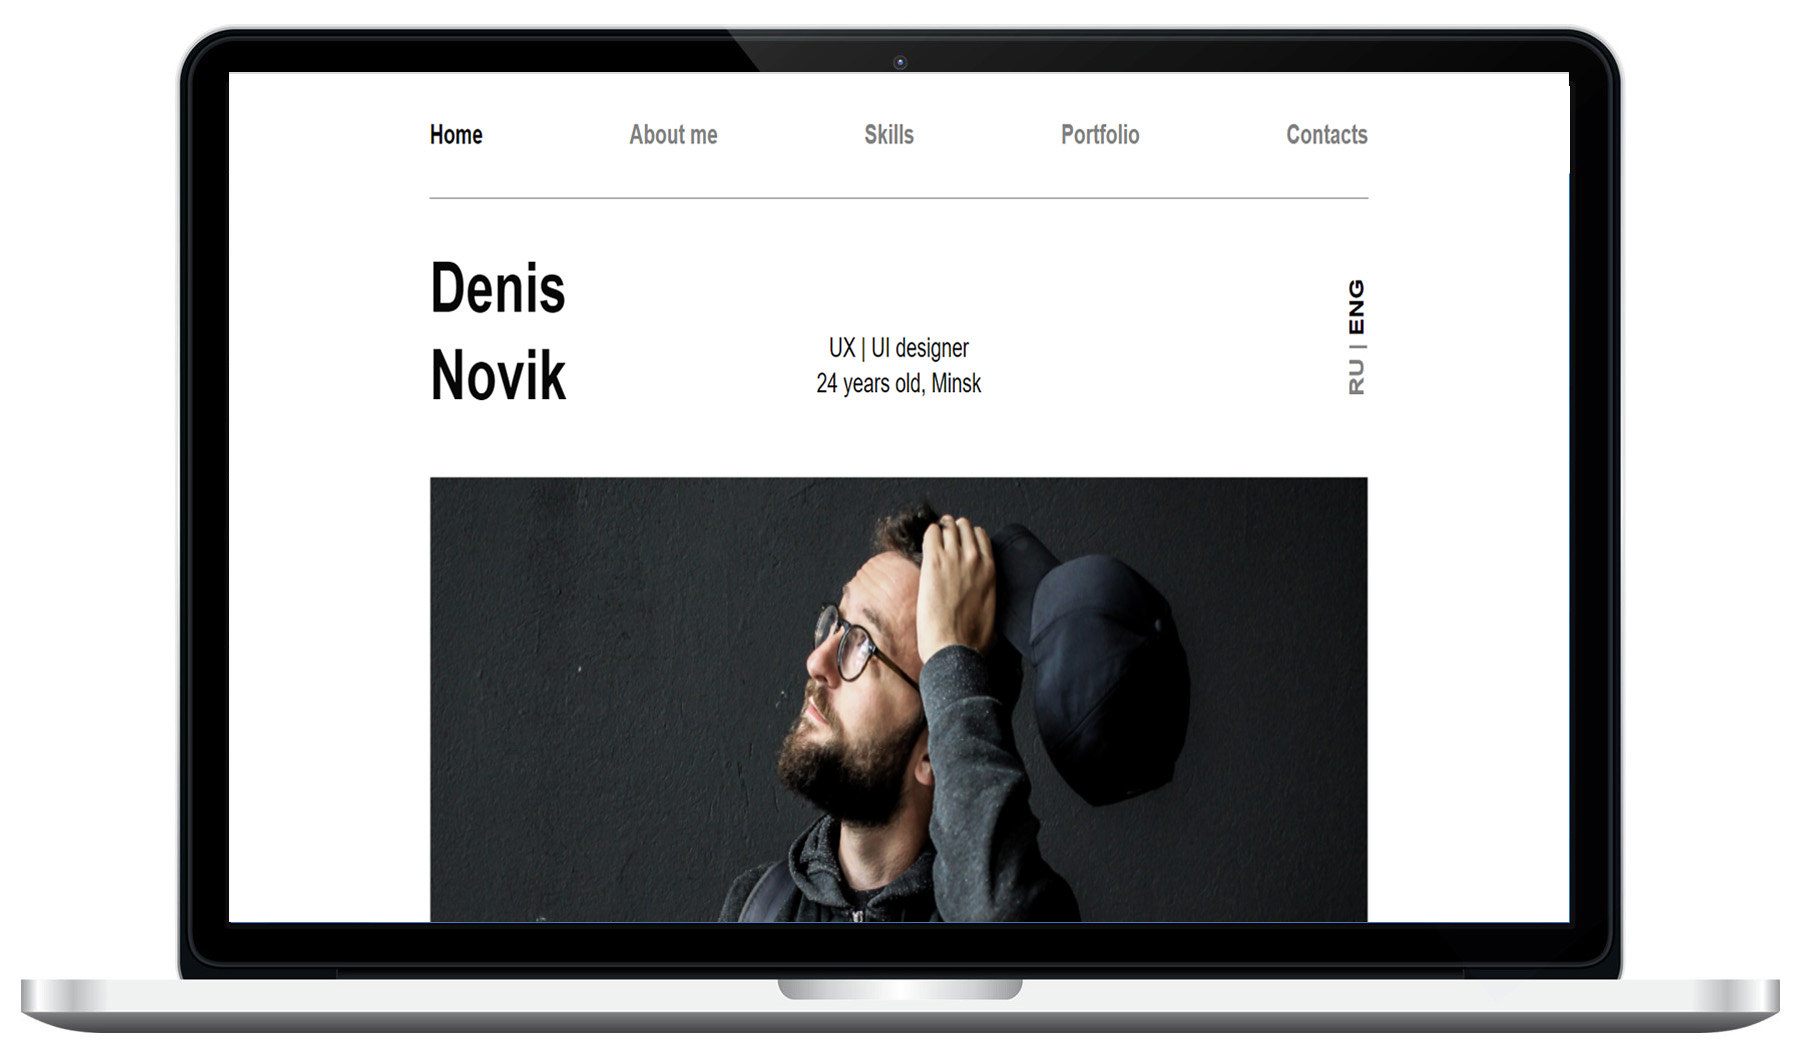 Home
About me
Skills
Portfolio
Contacts
Denis
Novik
UX | UI designer
24 years old, Minsk
RU | ENG